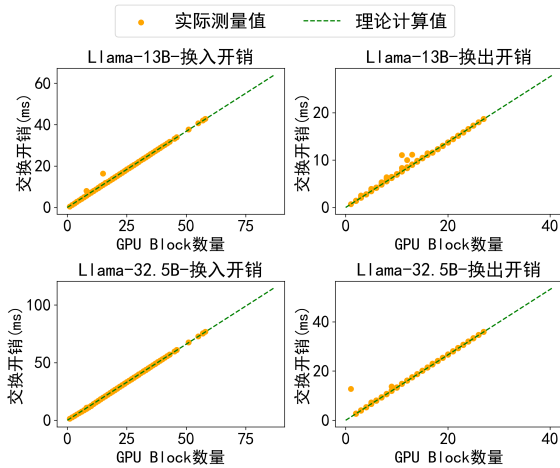 实际测量值 理论计算值
Llama-13B-换入开销
交换开销(ms)
60
40
20
0
0 25 50 75
GPU Block数量
Llama-13B-换出开销
交换开销(ms)
20
10
0
0 20 40
GPU Block数量
Llama-32.5B-换入开销
交换开销(ms)
100
50
0
0 25 50 75
GPU Block数量
Llama-32.5B-换出开销
交换开销(ms)
40
20
0
0 20 40
GPU Block数量